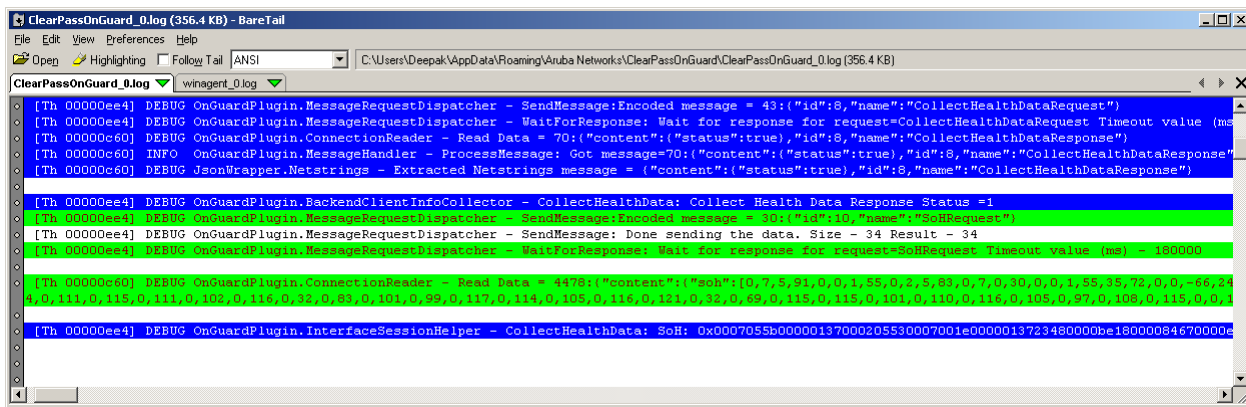 ClearPassOnGuard_0.log (356.4 KB) - BareTail
File Edit View Preferences Help
Open Highlighting Follow Tail ANSI C:\Users\Deepak\AppData\Roaming\Aruba Networks\ClearPassOnGuard\ClearPassOnGuard_0.log (356.4 KB)
ClearPassOnGuard_0.log winagent_0.log
[Th 00000ee4] DEBUG OnGuardPlugin.MessageRequestDispatcher - SendMessage:Encoded message = 43:{"id":8,"name":"CollectHealthDataRequest"}
[Th 00000ee4] DEBUG OnGuardPlugin.MessageRequestDispatcher - WaitForResponse: Wait for response for request=CollectHealthDataRequest Timeout value (ms
[Th 00000c60] DEBUG OnGuardPlugin.ConnectionReader - Read Data = 70:{"content":{"status":true},"id":8,"name":"CollectHealthDataResponse"}
[Th 00000c60] INFO OnGuardPlugin.MessageHandler - ProcessMessage: Got message=70:{"content":{"status":true},"id":8,"name":"CollectHealthDataResponse"
[Th 00000c60] DEBUG JsonWrapper.Netstrings - Extracted Netstrings message = {"content":{"status":true},"id":8,"name":"CollectHealthDataResponse"}
[Th 00000ee4] DEBUG OnGuardPlugin.BackendClientInfoCollector - CollectHealthData: Collect Health Data Response Status =1
[Th 00000ee4] DEBUG OnGuardPlugin.MessageRequestDispatcher - SendMessage:Encoded message = 30:{"id":10,"name":"SoHRequest"}
[Th 00000ee4] DEBUG OnGuardPlugin.MessageRequestDispatcher - SendMessage: Done sending the data. Size - 34 Result - 34
[Th 00000ee4] DEBUG OnGuardPlugin.MessageRequestDispatcher - WaitForResponse: Wait for response for request=SoHRequest Timeout value (ms) - 180000
[Th 00000c60] DEBUG OnGuardPlugin.ConnectionReader - Read Data = 4478:{"content":{"soh":[0,7,5,91,0,0,1,55,0,2,5,83,0,7,0,30,0,0,1,55,35,72,0,0,-66,24
4,0,111,0,115,0,111,0,102,0,116,0,32,0,83,0,101,0,99,0,117,0,114,0,105,0,116,0,121,0,32,0,69,0,115,0,115,0,101,0,110,0,116,0,105,0,97,0,108,0,115,0,0,1
[Th 00000ee4] DEBUG OnGuardPlugin.InterfaceSessionHelper - CollectHealthData: SoH: 0x0007055b00000137000205530007001e0000013723480000be18000084670000e